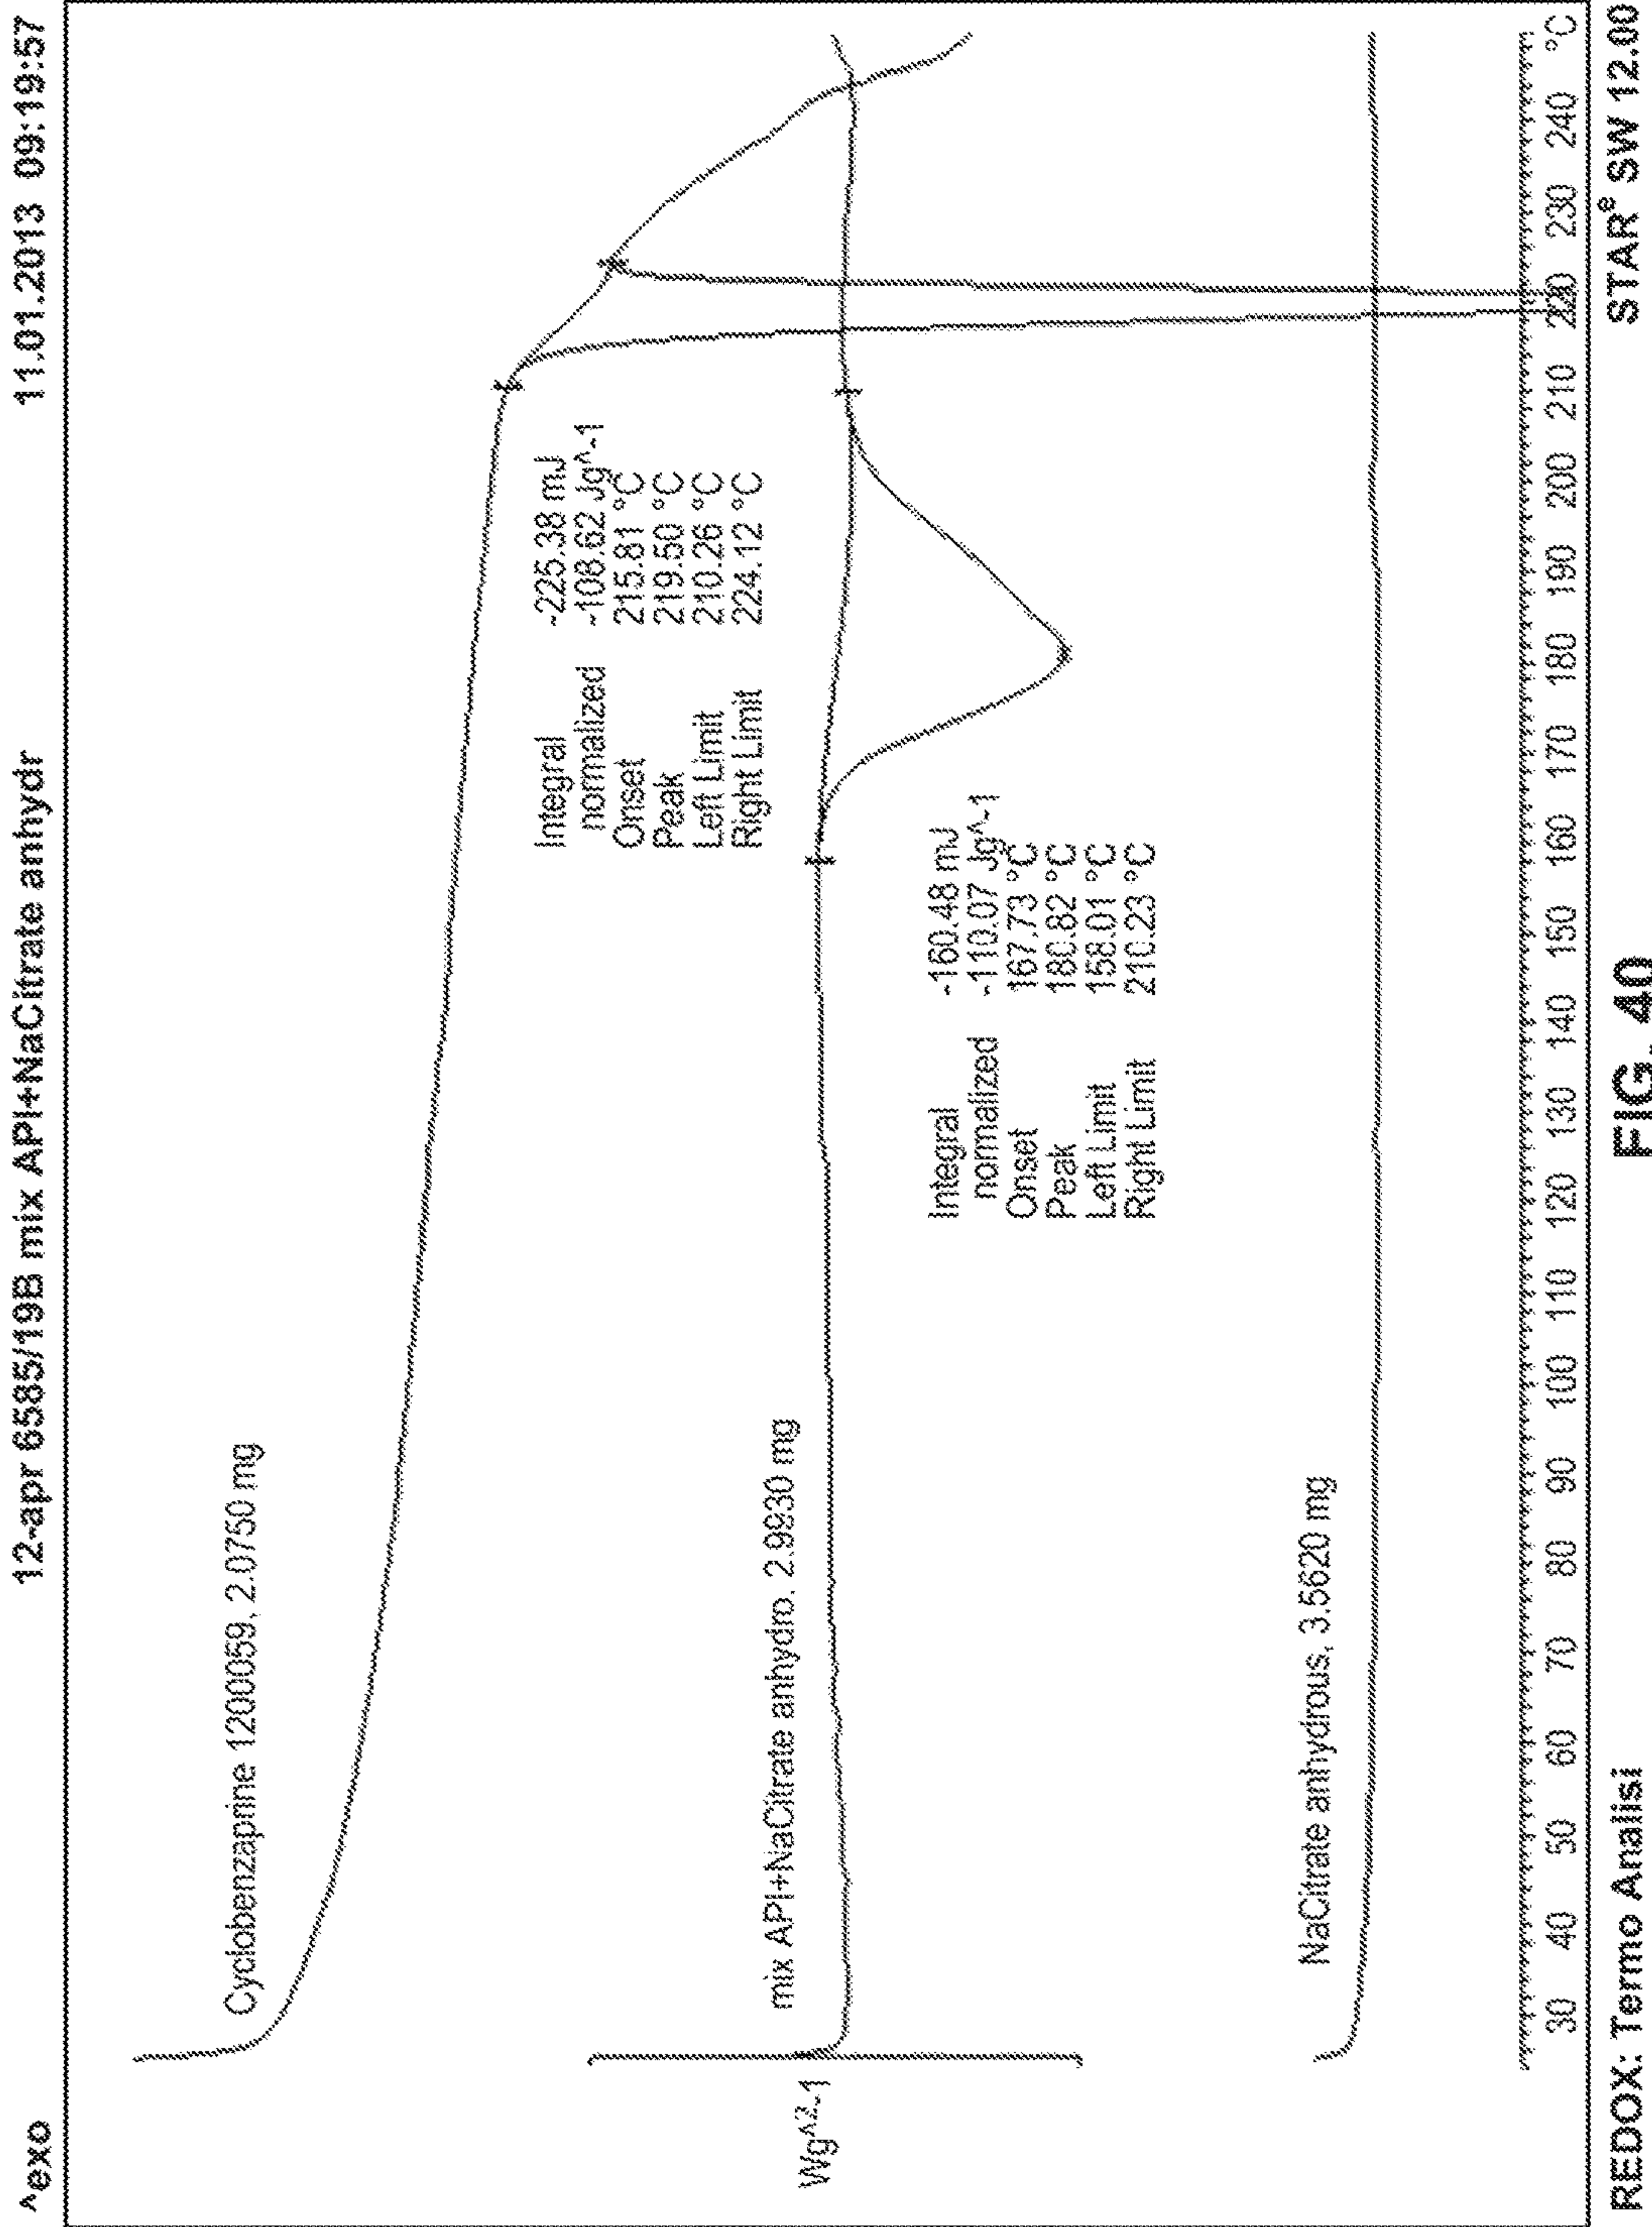 ^exo
12-apr 6585/19B mix API+NaCitrate anhydr
11.01.2013 09:19:57
Cyclobenzaprine 1200059, 2.0750 mg
Integral -225.38 mJ
normalized -108.62 Jg^-1
Onset 215.81 °C
Peak 219.50 °C
Left Limit 210.26 °C
Right Limit 224.12 °C
mix API+NaCitrate anhydro. 2.9930 mg
Wg^-1
Integral -160.48 mJ
normalized -110.07 Jg^-1
Onset 167.73 °C
Peak 180.82 °C
Left Limit 158.01 °C
Right Limit 210.23 °C
NaCitrate anhydrous, 3.5620 mg
30 40 50 60 70 80 90 100 110 120 130 140 150 160 170 180 190 200 210 220 230 240 °C
REDOX: Termo Analisi
FIG. 40
STARe SW 12.00